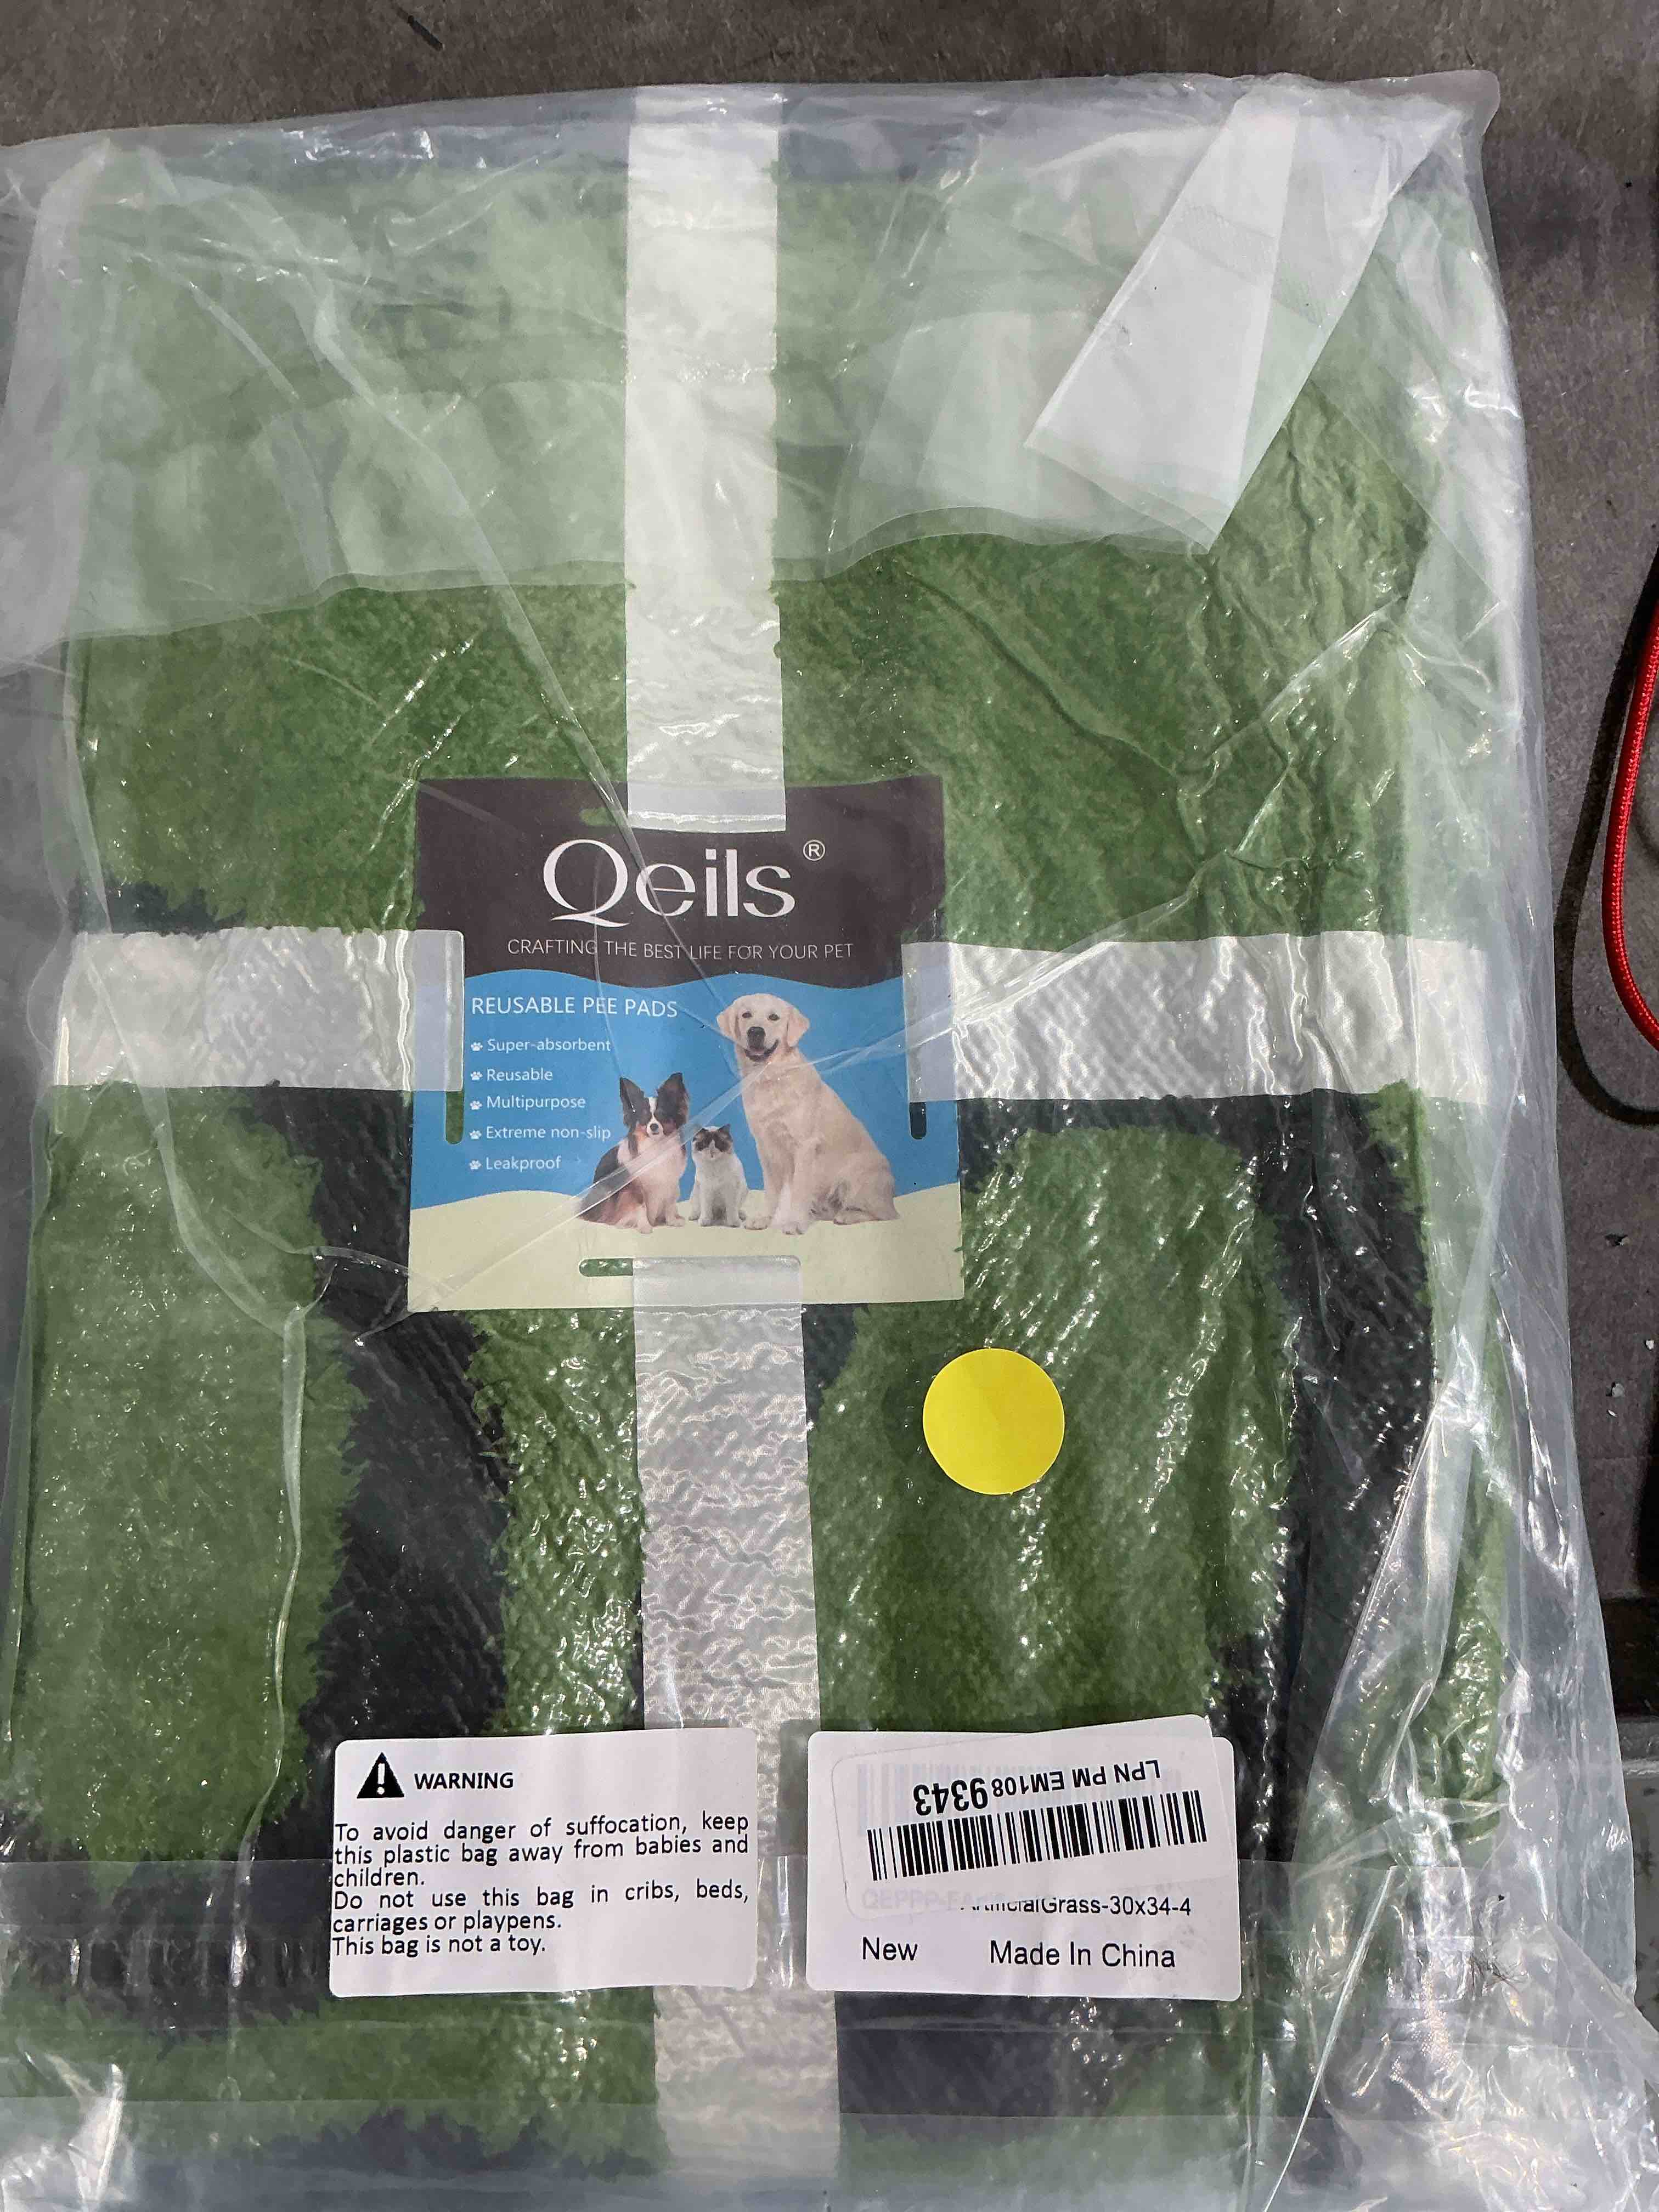 Qeils®
CRAFTING THE BEST LIFE FOR YOUR PET
REUSABLE PEE PADS
Super-absorbent
Reusable
Multipurpose
Extreme non-slip
Leakproof
WARNING
To avoid danger of suffocation, keep
this plastic bag away from babies and
children.
Do not use this bag in cribs, beds,
carriages or playpens.
This bag is not a toy.
LPN PM EM108 9343
ArtificialGrass-30x34-4
New Made In China